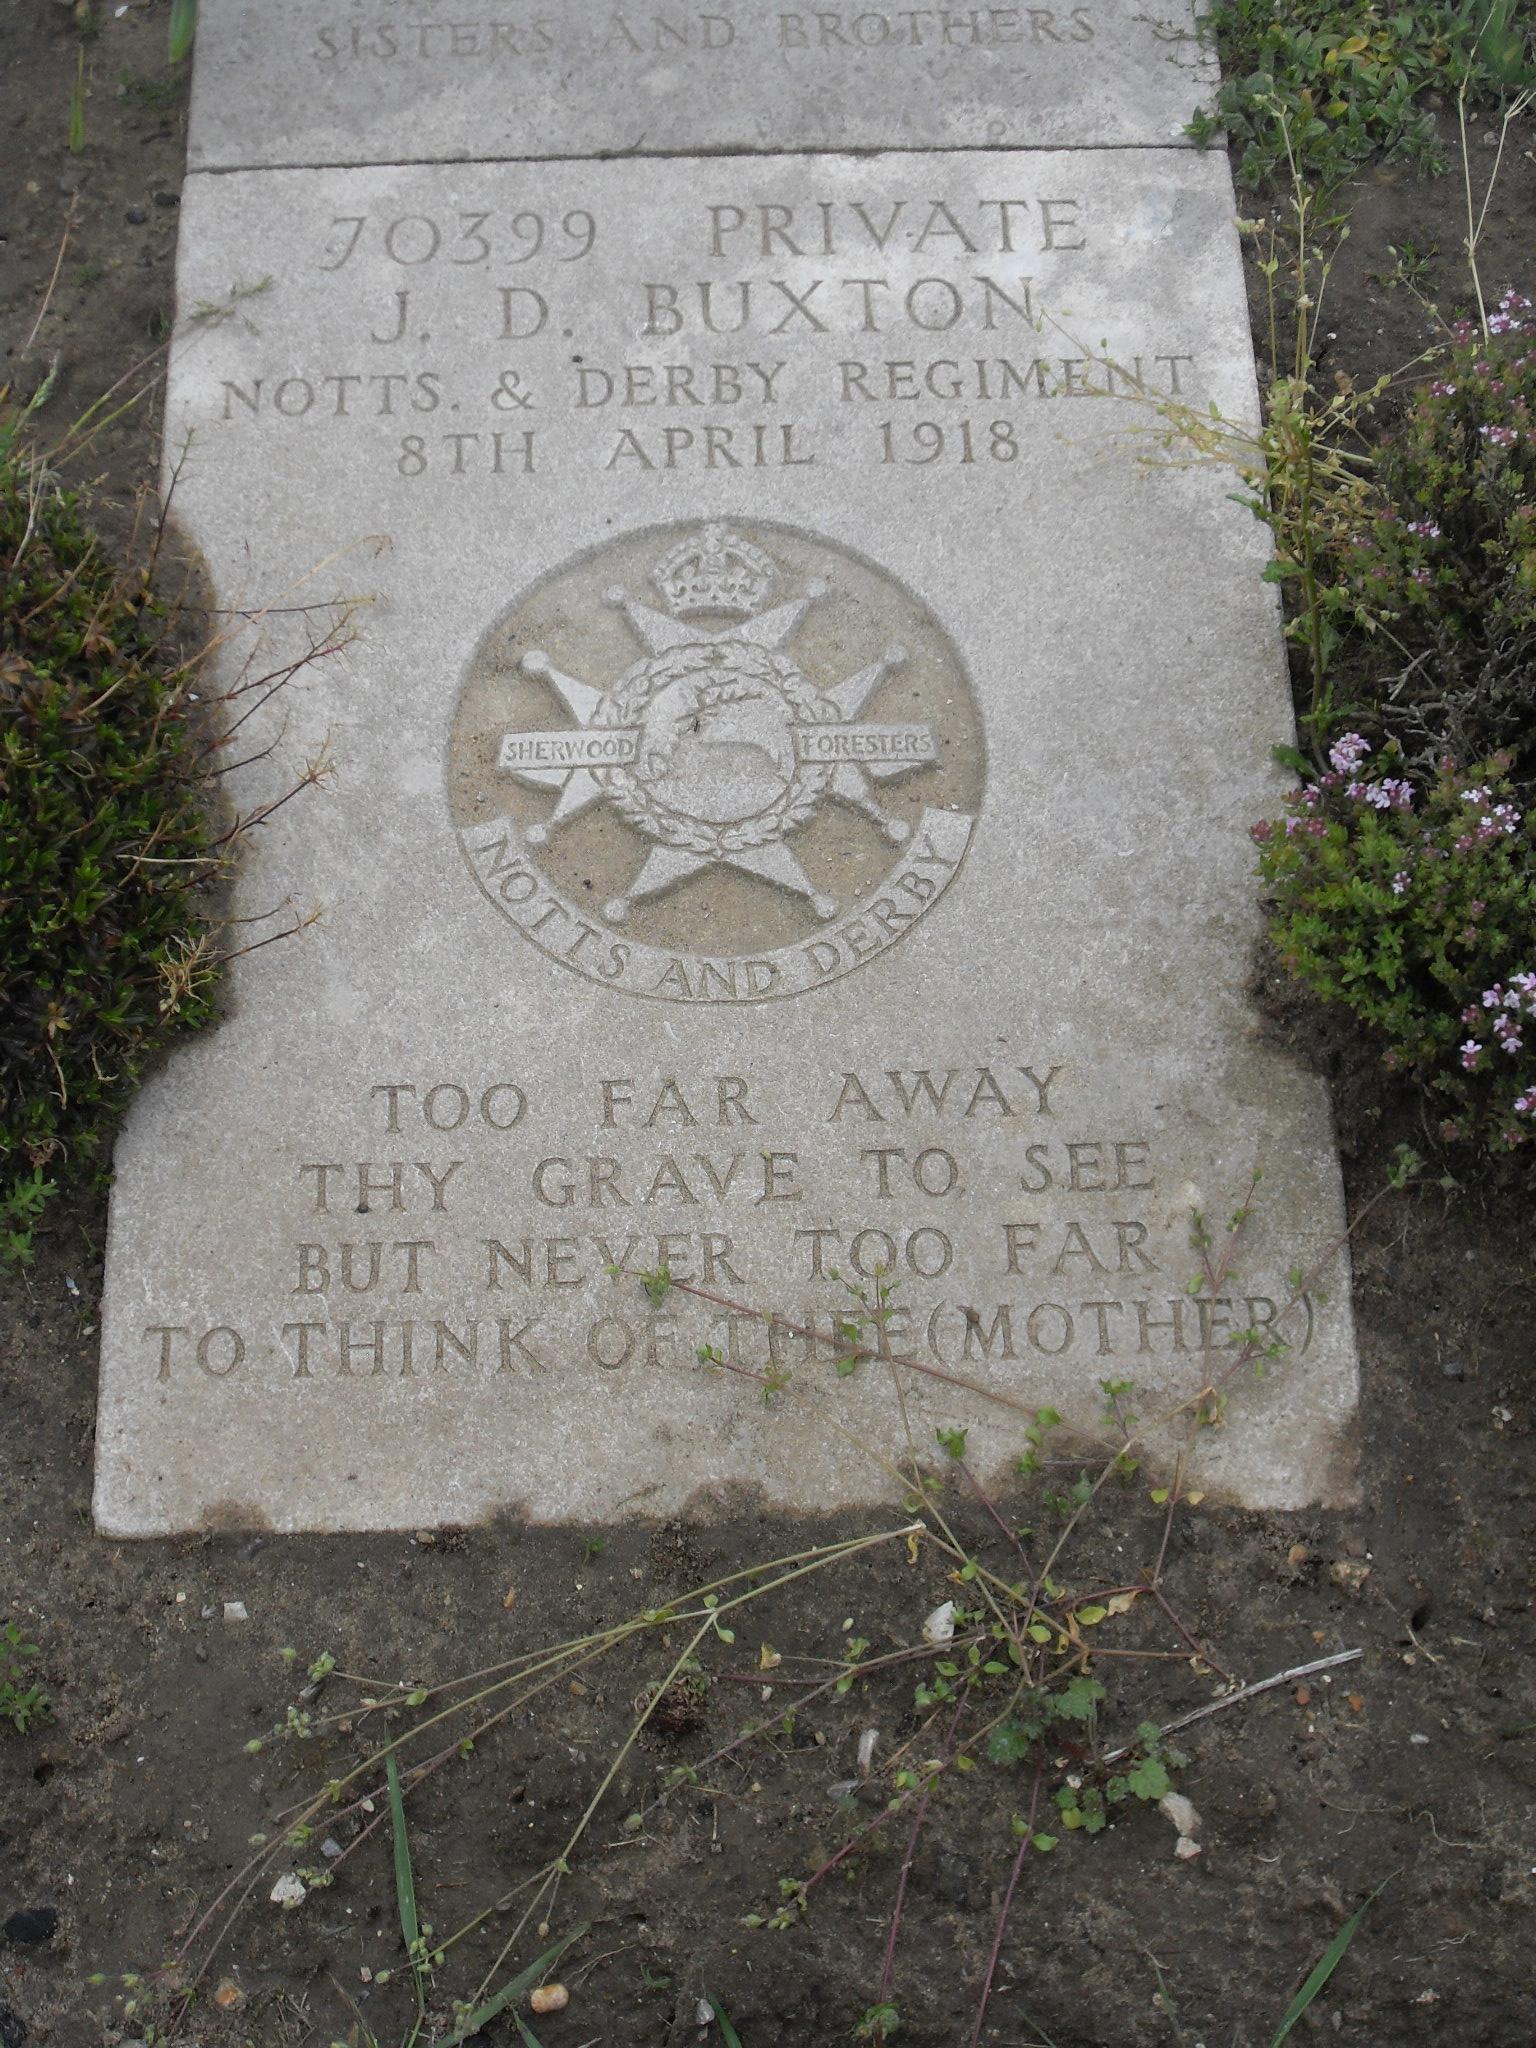 SISTERS AND BROTHERS
70399 PRIVATE
J. D. BUXTON
NOTTS. & DERBY REGIMENT
8TH APRIL 1918
SHERWOOD FORESTERS
NOTTS AND DERBY
TOO FAR AWAY
THY GRAVE TO SEE
BUT NEVER TOO FAR
TO THINK OF THEE (MOTHER)